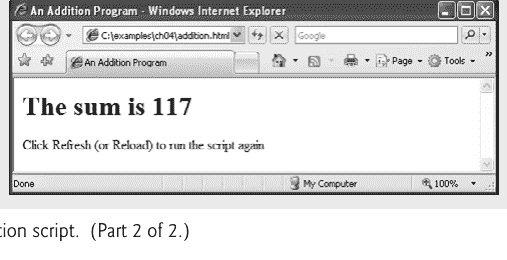 An Addition Program - Windows Internet Explorer
C:\examples\ch04\addition.html
Google
An Addition Program
Page
Tools
»
The sum is 117
Click Refresh (or Reload) to run the script again
Done
My Computer
100%
tion script. (Part 2 of 2.)